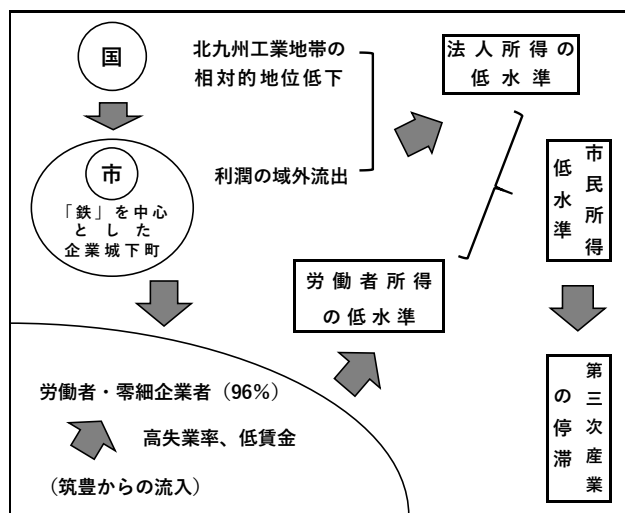 国
北九州工業地帯の
相対的地位低下
法人所得の
低水準
市
「鉄」を中心
とした
企業城下町
利潤の域外流出
市民所得
低水準
労働者所得
の低水準
労働者・零細企業者（96%）
高失業率、低賃金
（筑豊からの流入）
第三次産業
の停滞